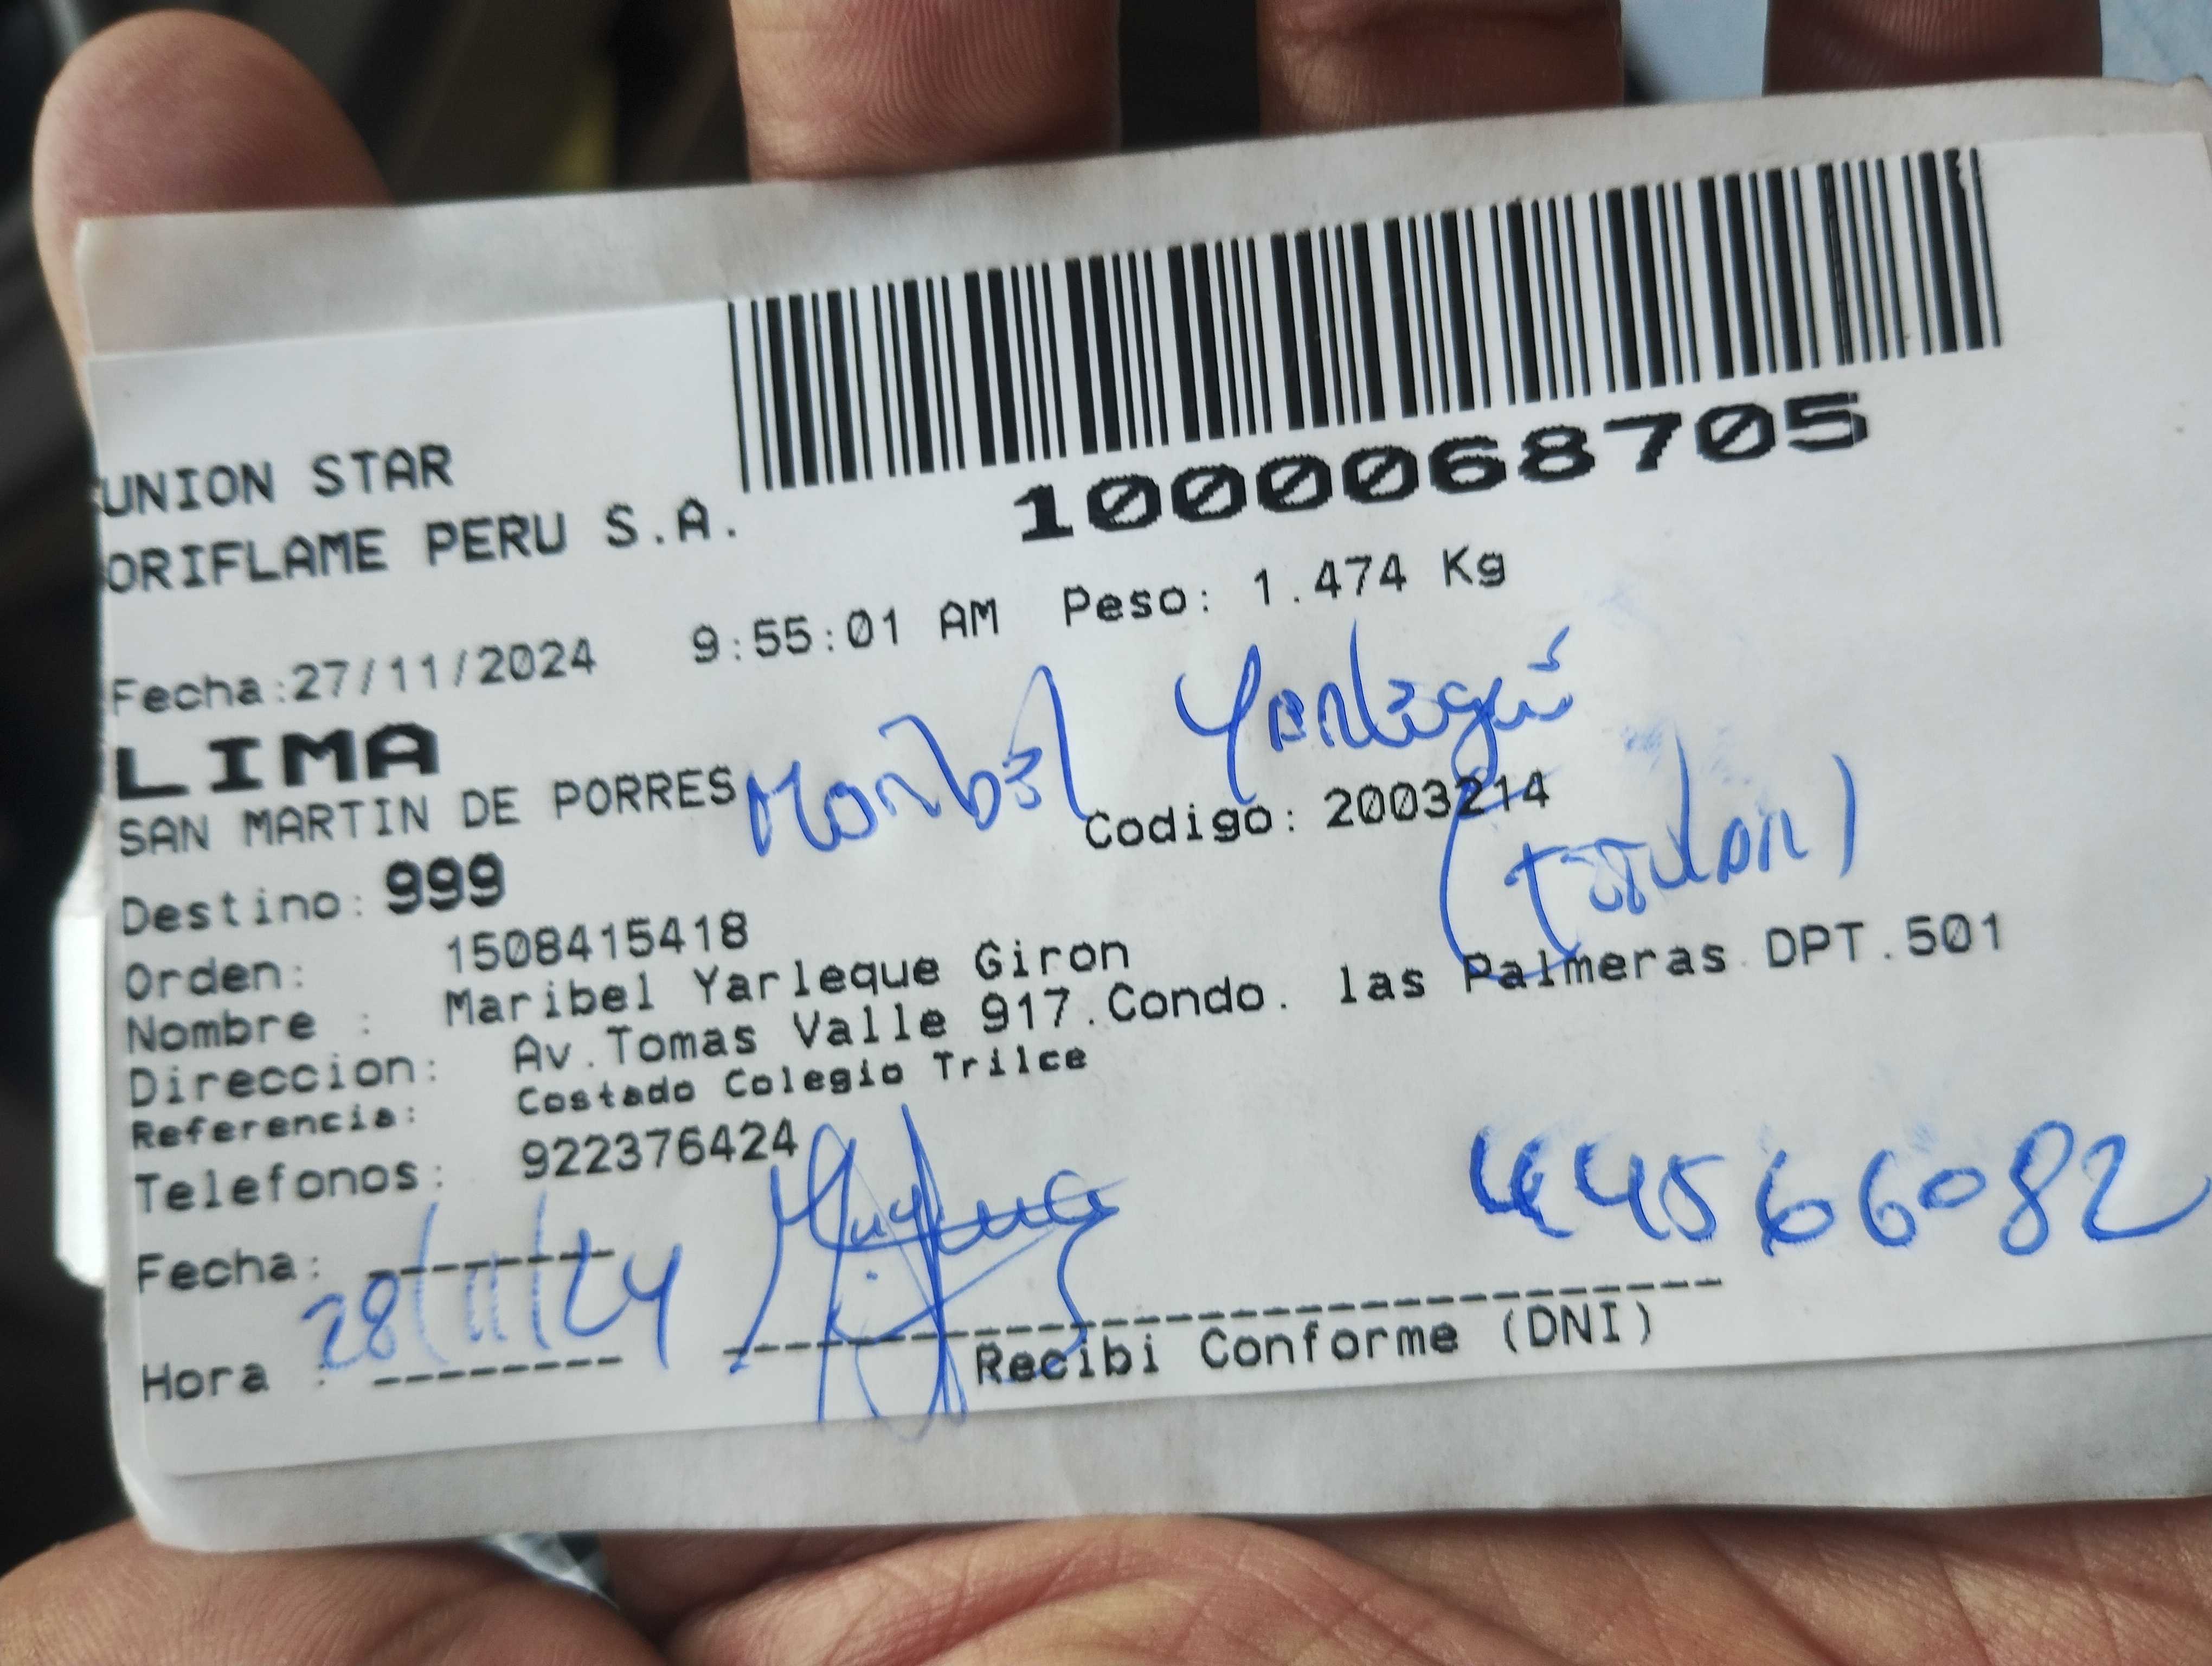 1000068705
UNION STAR
ORIFLAME PERU S.A.
Fecha:27/11/2024 9:55:01 AM Peso: 1.474 Kg
LIMA
Maribel Yarlequé
SAN MARTIN DE PORRES Codigo: 2003214
(Titular)
Destino: 999
Orden: 1508415418
Nombre : Maribel Yarleque Giron
Direccion: Av.Tomas Valle 917.Condo. las Palmeras DPT.501
Referencia: Costado Colegio Trilce
Telefonos: 922376424
44566082
Fecha: 28/11/24
Hora :
Recibi Conforme (DNI)